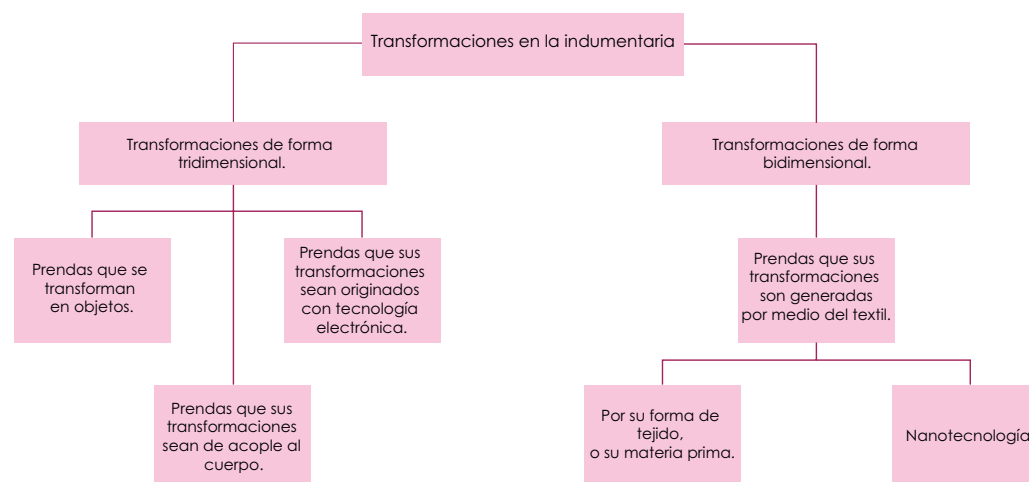 Transformaciones en la indumentaria
Transformaciones de forma
tridimensional.
Transformaciones de forma
bidimensional.
Prendas que se
transforman
en objetos.
Prendas que sus
transformaciones
sean originados
con tecnología
electrónica.
Prendas que sus
transformaciones
son generadas
por medio del textil.
Prendas que sus
transformaciones
sean de acople al
cuerpo.
Por su forma de
tejido,
o su materia prima.
Nanotecnología